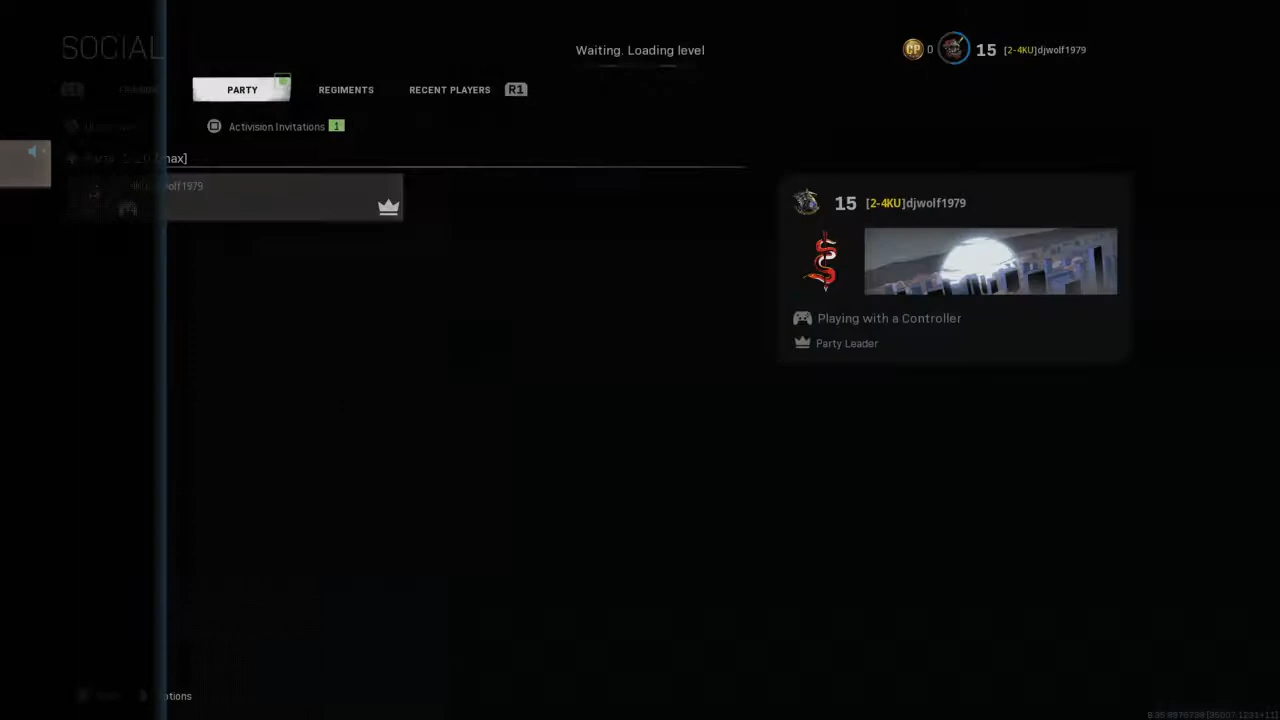 SOCIAL
Waiting. Loading level
CP 0 15 [2-4KU]djwolf1979
PARTY REGIMENTS RECENT PLAYERS R1
Activision Invitations 1
max]
olf1979
15 [2-4KU]djwolf1979
Playing with a Controller
Party Leader
tions